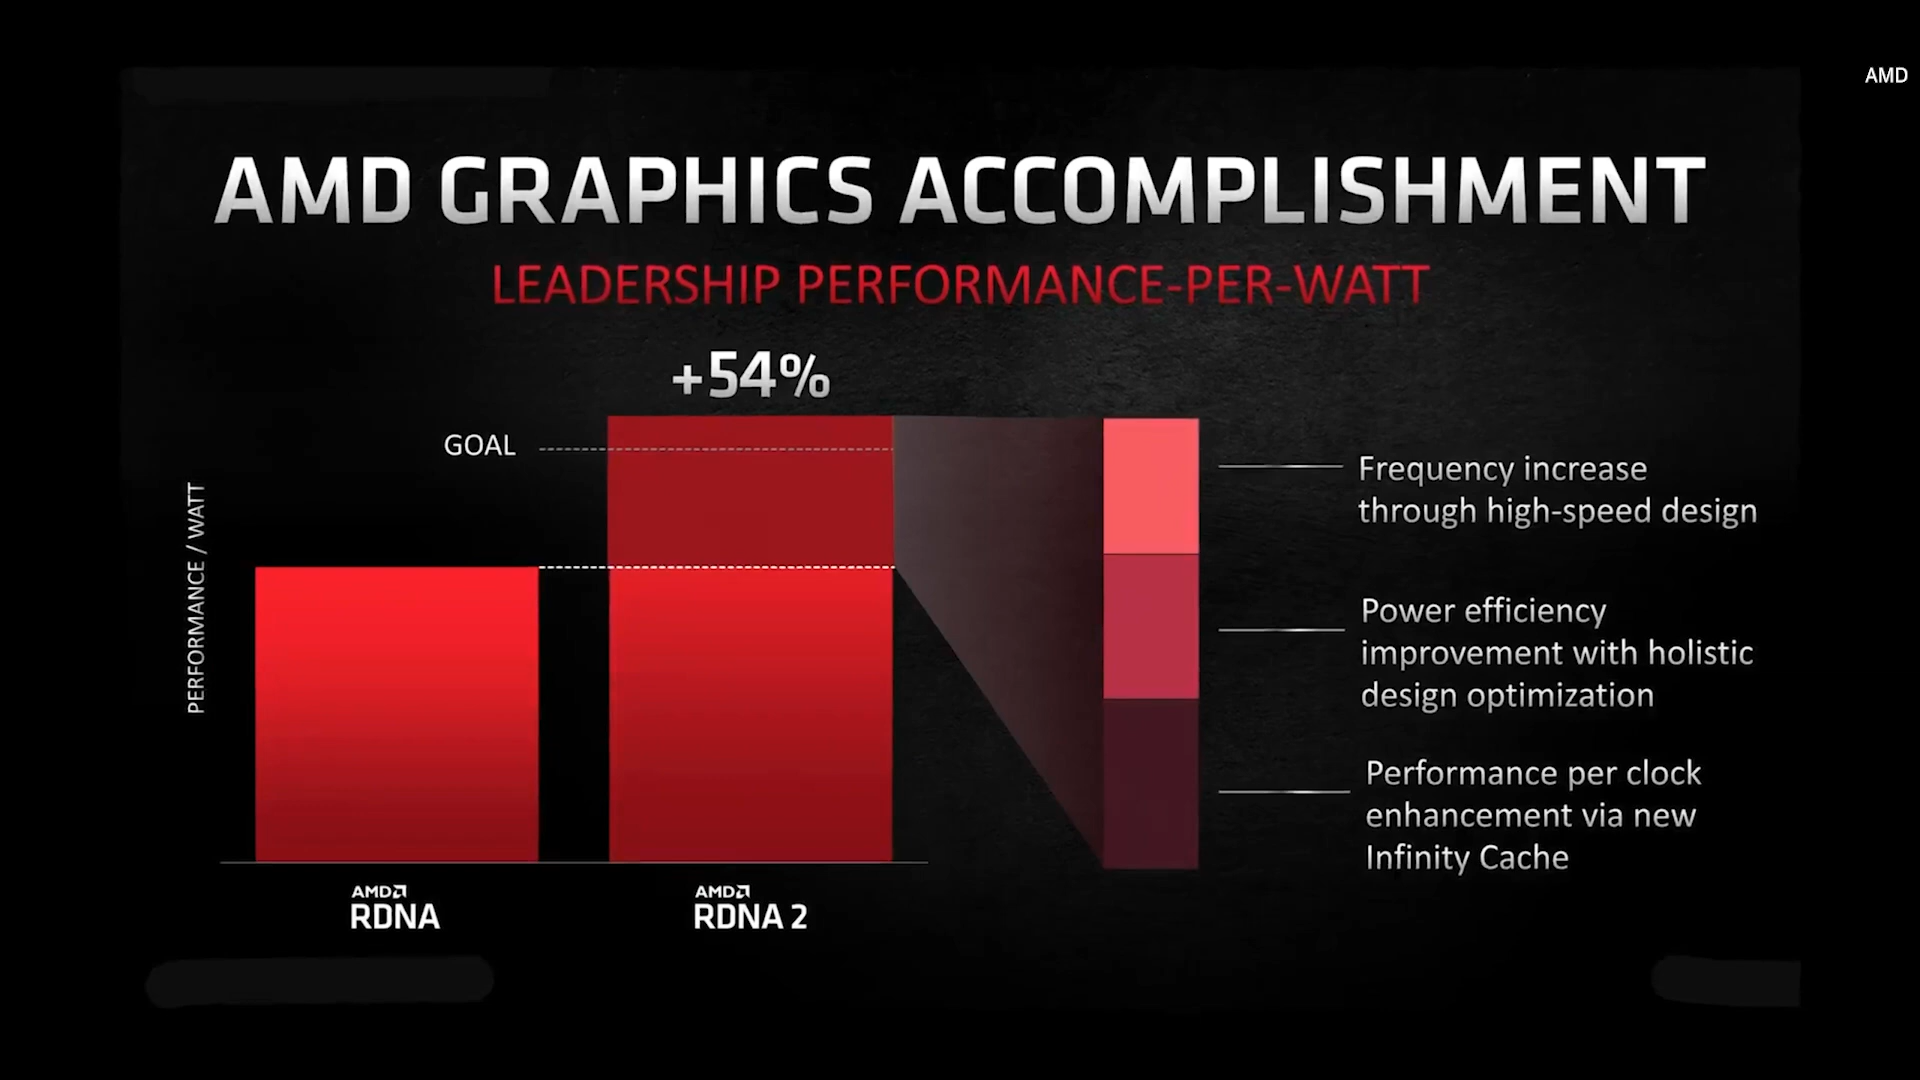 AMD
AMD GRAPHICS ACCOMPLISHMENT
LEADERSHIP PERFORMANCE-PER-WATT
+54%
GOAL
PERFORMANCE / WATT
Frequency increase
through high-speed design
Power efficiency
improvement with holistic
design optimization
Performance per clock
enhancement via new
Infinity Cache
AMD
RDNA
AMD
RDNA 2